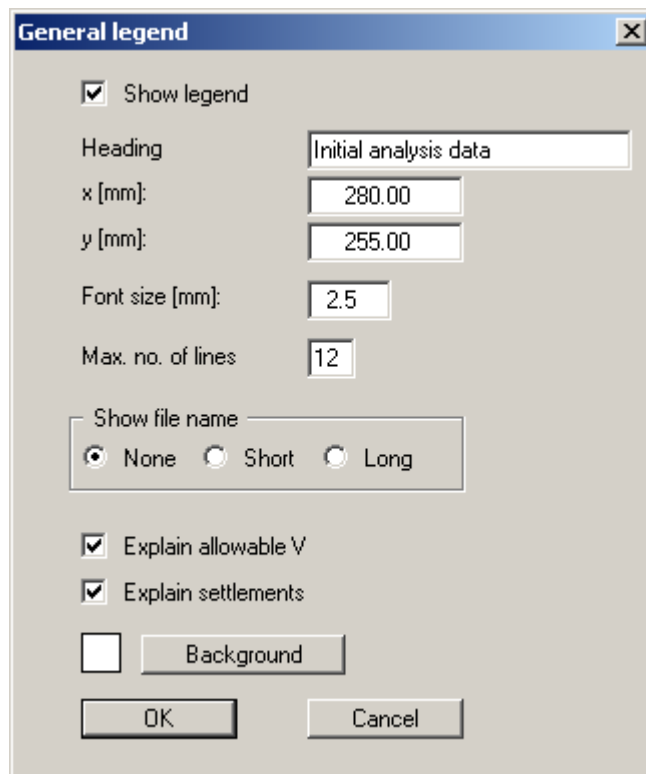 General legend
Show legend
Heading Initial analysis data
x [mm]: 280.00
y [mm]: 255.00
Font size [mm]: 2.5
Max. no. of lines 12
Show file name
None Short Long
Explain allowable V
Explain settlements
Background
OK Cancel